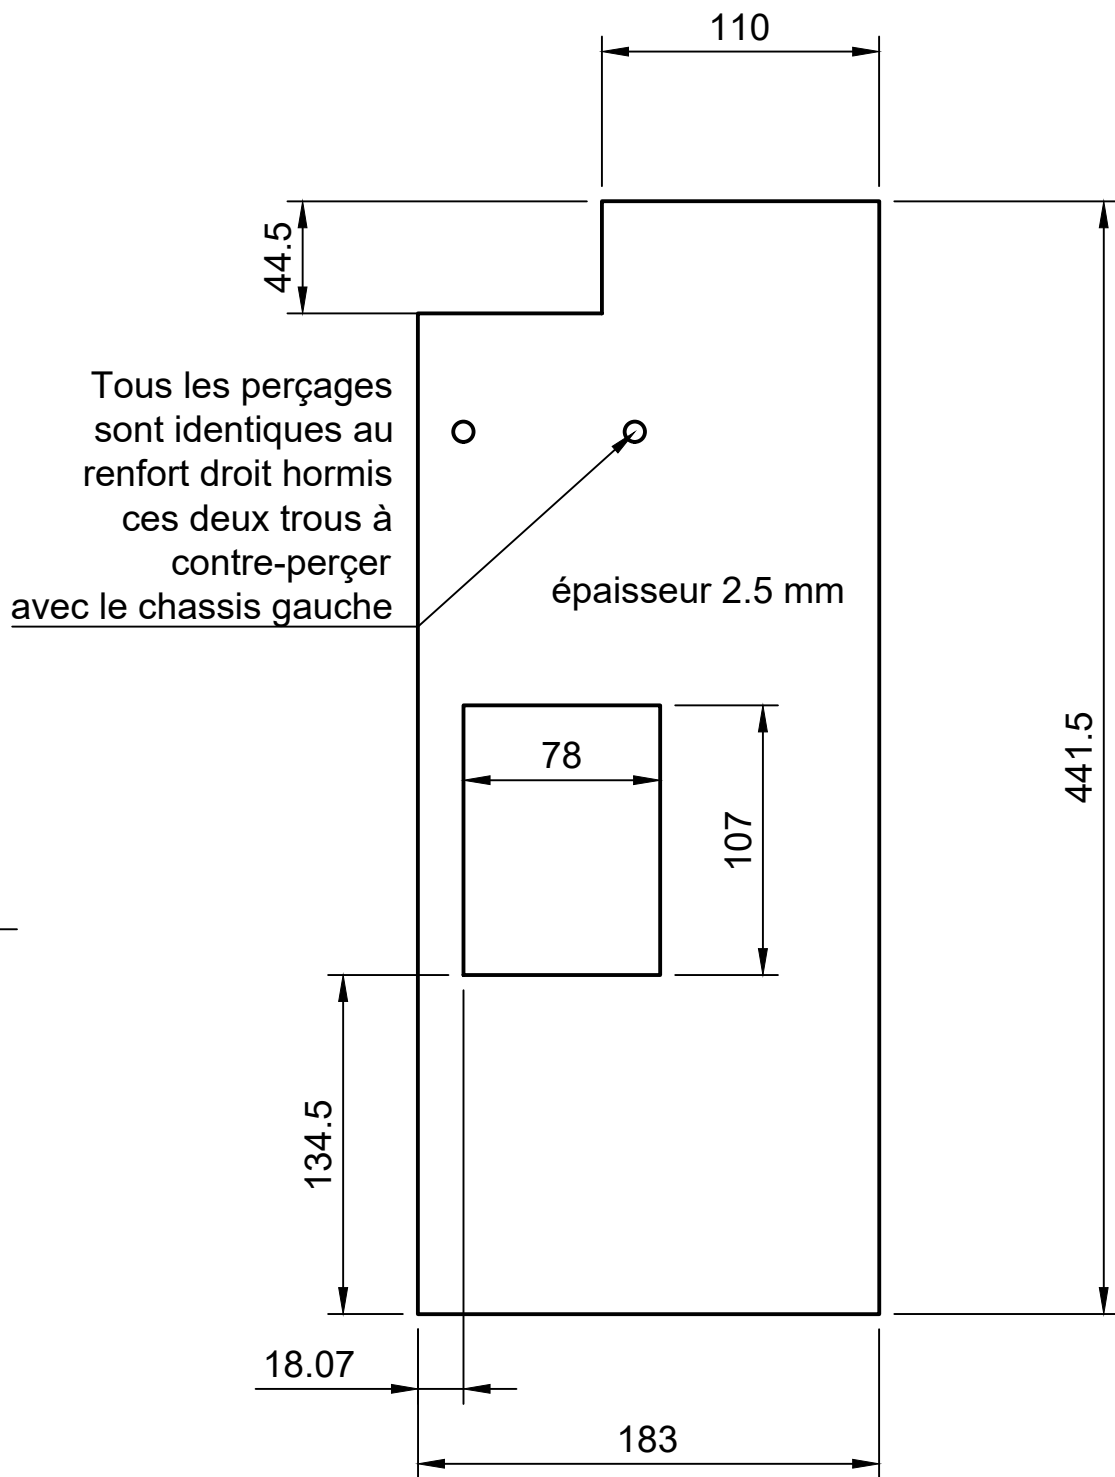 110
44.5
Tous les perçages
sont identiques au
renfort droit hormis
ces deux trous à
contre-perçer
avec le chassis gauche
épaisseur 2.5 mm
78
107
441.5
134.5
18.07
183